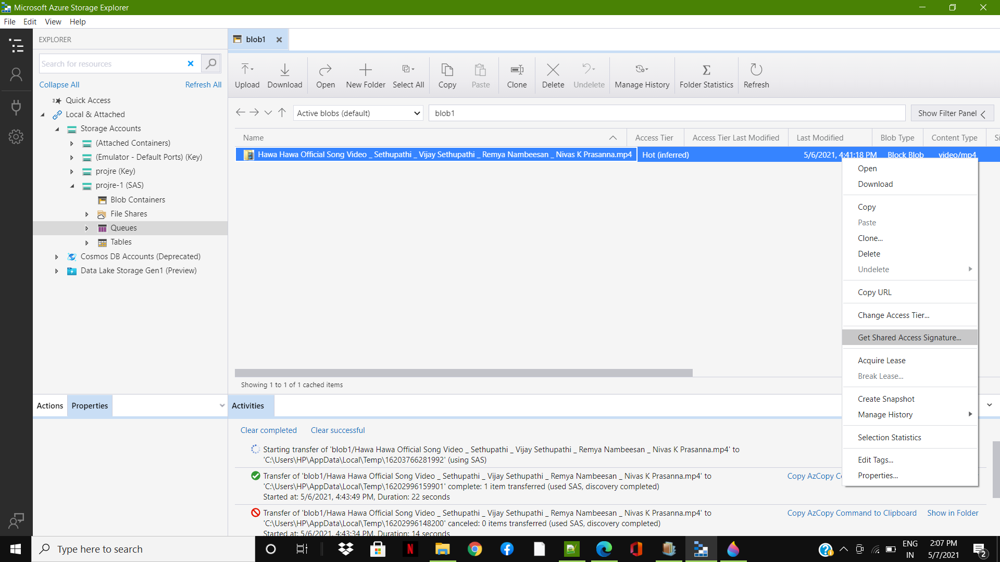 Microsoft Azure Storage Explorer
File Edit View Help
EXPLORER
Search for resources
Collapse All Refresh All
Quick Access
Local & Attached
Storage Accounts
(Attached Containers)
(Emulator - Default Ports) (Key)
projre (Key)
projre-1 (SAS)
Blob Containers
File Shares
Queues
Tables
Cosmos DB Accounts (Deprecated)
Data Lake Storage Gen1 (Preview)
Actions Properties
blob1
Upload Download Open New Folder Select All Copy Paste Clone Delete Undelete Manage History Folder Statistics Refresh
Active blobs (default) blob1 Show Filter Panel
Name Access Tier Access Tier Last Modified Last Modified Blob Type Content Type Si
Hawa Hawa Official Song Video _ Sethupathi _ Vijay Sethupathi _ Remya Nambeesan _ Nivas K Prasanna.mp4 Hot (inferred) 5/6/2021, 4:41:18 PM Block Blob video/mp4
Open
Download
Copy
Paste
Clone...
Delete
Undelete
Copy URL
Change Access Tier...
Get Shared Access Signature...
Acquire Lease
Break Lease...
Create Snapshot
Manage History
Selection Statistics
Edit Tags...
Properties...
Showing 1 to 1 of 1 cached items
Activities
Clear completed Clear successful
Starting transfer of 'blob1/Hawa Hawa Official Song Video _ Sethupathi _ Vijay Sethupathi _ Remya Nambeesan _ Nivas K Prasanna.mp4' to
'C:\Users\HP\AppData\Local\Temp\16203766281992' (using SAS)
Transfer of 'blob1/Hawa Hawa Official Song Video _ Sethupathi _ Vijay Sethupathi _ Remya Nambeesan _ Nivas K Prasanna.mp4' to Copy AzCopy C
'C:\Users\HP\AppData\Local\Temp\16202996159901' complete: 1 item transferred (used SAS, discovery completed)
Started at: 5/6/2021, 4:43:49 PM, Duration: 22 seconds
Transfer of 'blob1/Hawa Hawa Official Song Video _ Sethupathi _ Vijay Sethupathi _ Remya Nambeesan _ Nivas K Prasanna.mp4' to Copy AzCopy Command to Clipboard Show in Folder
'C:\Users\HP\AppData\Local\Temp\16202996148200' canceled: 0 items transferred (used SAS, discovery completed)
Started at: 5/6/2021, 4:43:34 PM, Duration: 14 seconds
Type here to search
ENG
IN
2:07 PM
5/7/2021
2